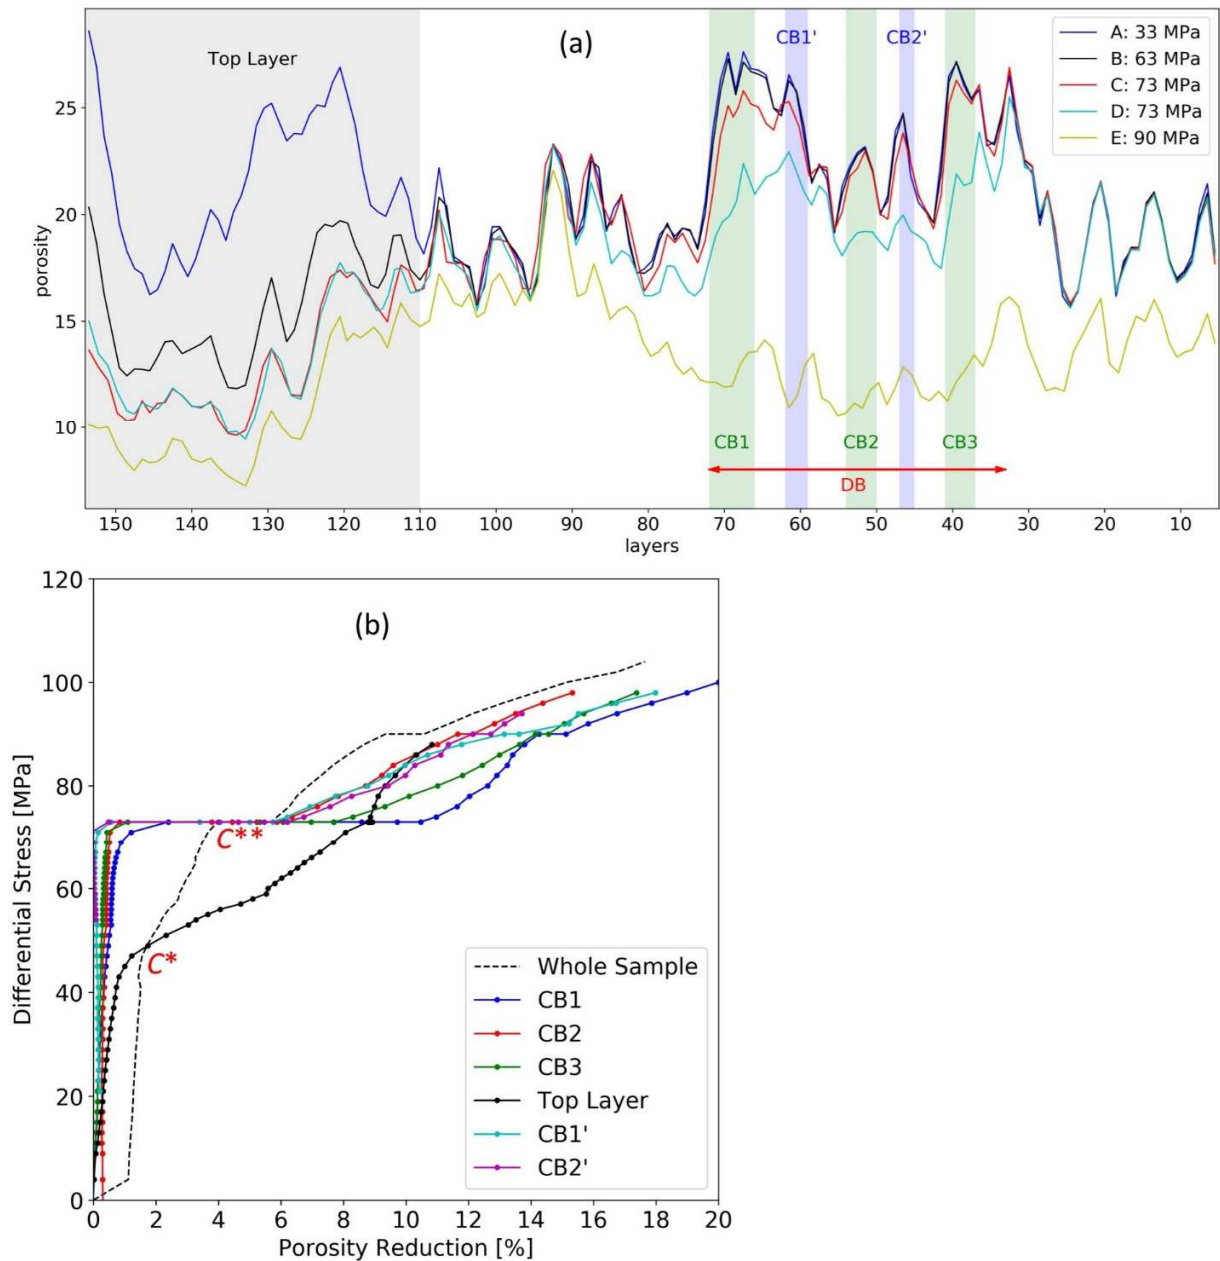 (a)
Top Layer
CB1'
CB2'
A: 33 MPa
B: 63 MPa
C: 73 MPa
D: 73 MPa
E: 90 MPa
25
20
15
10
porosity
CB1
CB2
CB3
DB
150 140 130 120 110 100 90 80 70 60 50 40 30 20 10
layers
(b)
120
100
80
60
40
20
0
Differential Stress [MPa]
C**
C*
Whole Sample
CB1
CB2
CB3
Top Layer
CB1'
CB2'
0 2 4 6 8 10 12 14 16 18 20
Porosity Reduction [%]